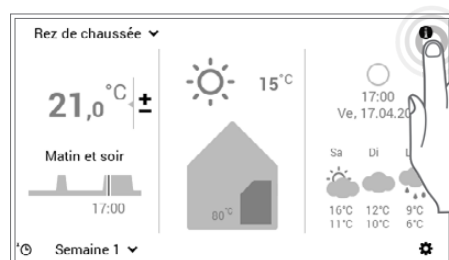 Rez de chaussée
21,0 °C ±
15°C
17:00
Ve, 17.04.20
Matin et soir
17:00
80°C
Sa Di L
16°C 12°C 9°C
11°C 10°C 6°C
Semaine 1